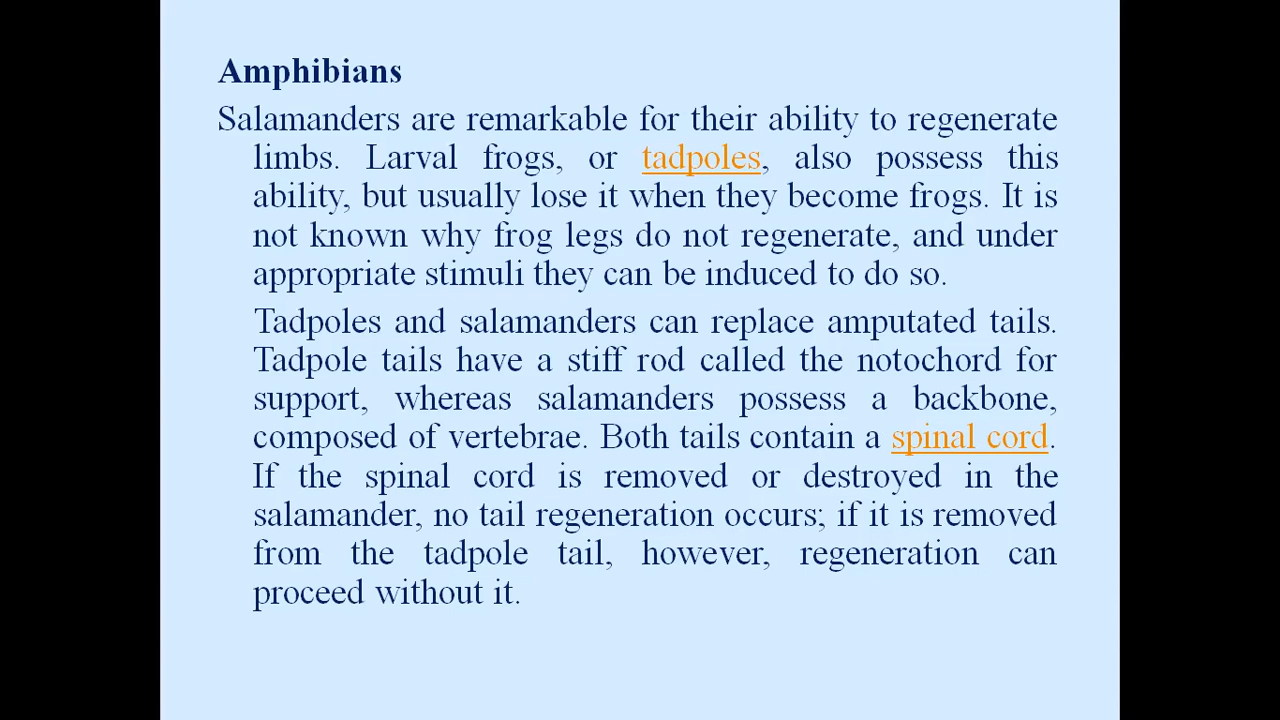 Amphibians
Salamanders are remarkable for their ability to regenerate
limbs. Larval frogs, or tadpoles, also possess this
ability, but usually lose it when they become frogs. It is
not known why frog legs do not regenerate, and under
appropriate stimuli they can be induced to do so.
Tadpoles and salamanders can replace amputated tails.
Tadpole tails have a stiff rod called the notochord for
support, whereas salamanders possess a backbone,
composed of vertebrae. Both tails contain a spinal cord.
If the spinal cord is removed or destroyed in the
salamander, no tail regeneration occurs; if it is removed
from the tadpole tail, however, regeneration can
proceed without it.